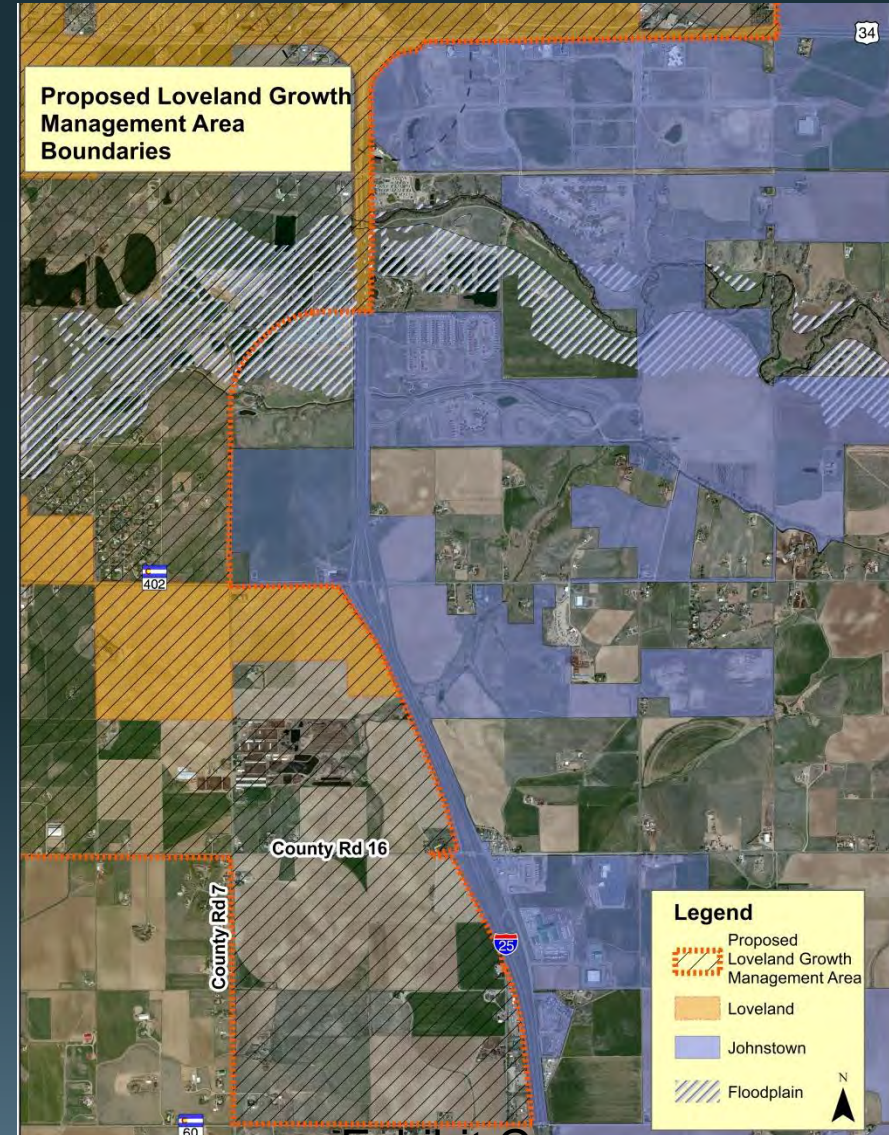 34
Proposed Loveland Growth
Management Area
Boundaries
402
County Rd 16
County Rd 7
25
Legend
Proposed
Loveland Growth
Management Area
Loveland
Johnstown
Floodplain
N
60